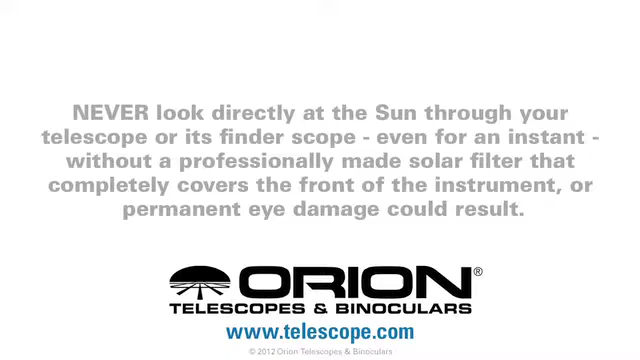 NEVER look directly at the Sun through your
telescope or its finder scope - even for an instant -
without a professionally made solar filter that
completely covers the front of the instrument, or
permanent eye damage could result.
ORION®
TELESCOPES & BINOCULARS
www.telescope.com
© 2012 Orion Telescopes & Binoculars